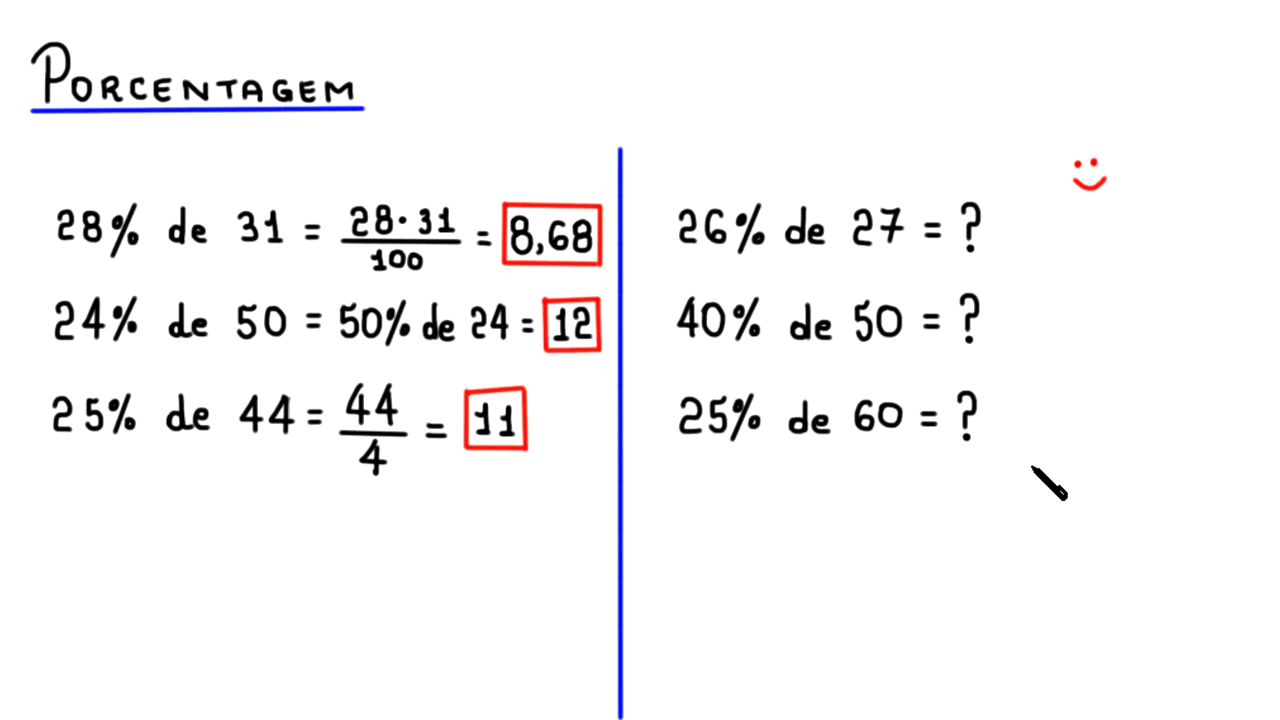 PORCENTAGEM
28% de 31 = 28·31/100 = 8,68
24% de 50 = 50% de 24 = 12
25% de 44 = 44/4 = 11
26% de 27 = ?
40% de 50 = ?
25% de 60 = ?